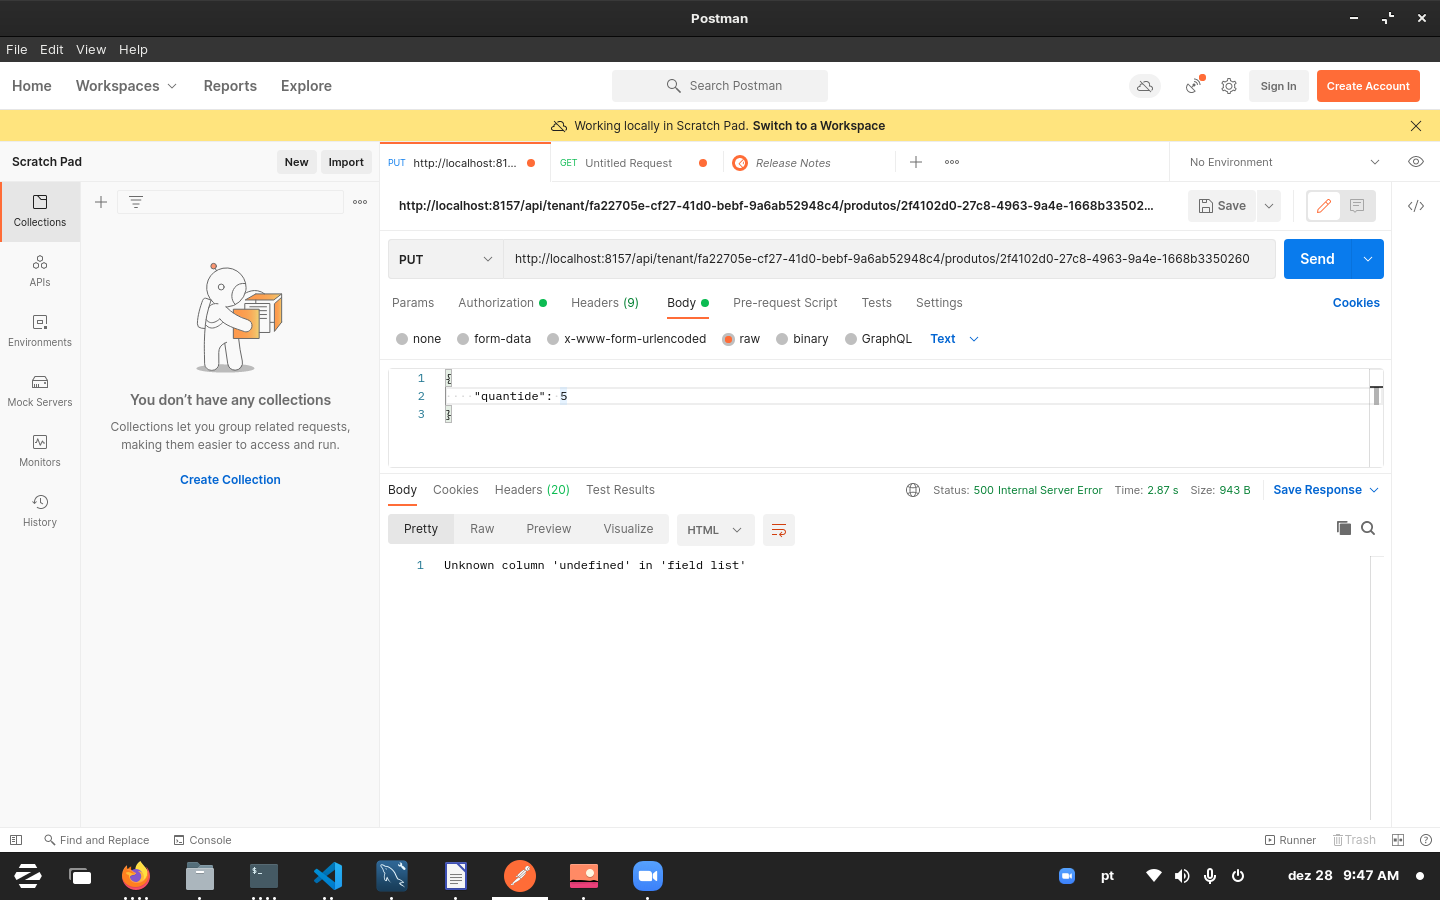 Postman
File Edit View Help
Home Workspaces Reports Explore Search Postman Sign In Create Account
Working locally in Scratch Pad. Switch to a Workspace
Scratch Pad New Import PUT http://localhost:81... GET Untitled Request Release Notes No Environment
http://localhost:8157/api/tenant/fa22705e-cf27-41d0-bebf-9a6ab52948c4/produtos/2f4102d0-27c8-4963-9a4e-1668b33502... Save
Collections
APIs
Environments
Mock Servers
Monitors
History
You don't have any collections
Collections let you group related requests,
making them easier to access and run.
Create Collection
PUT http://localhost:8157/api/tenant/fa22705e-cf27-41d0-bebf-9a6ab52948c4/produtos/2f4102d0-27c8-4963-9a4e-1668b3350260 Send
Params Authorization Headers (9) Body Pre-request Script Tests Settings Cookies
none form-data x-www-form-urlencoded raw binary GraphQL Text
1 {
2 "quantide": 5
3 }
Body Cookies Headers (20) Test Results Status: 500 Internal Server Error Time: 2.87 s Size: 943 B Save Response
Pretty Raw Preview Visualize HTML
1 Unknown column 'undefined' in 'field list'
Find and Replace Console Runner Trash
pt dez 28 9:47 AM